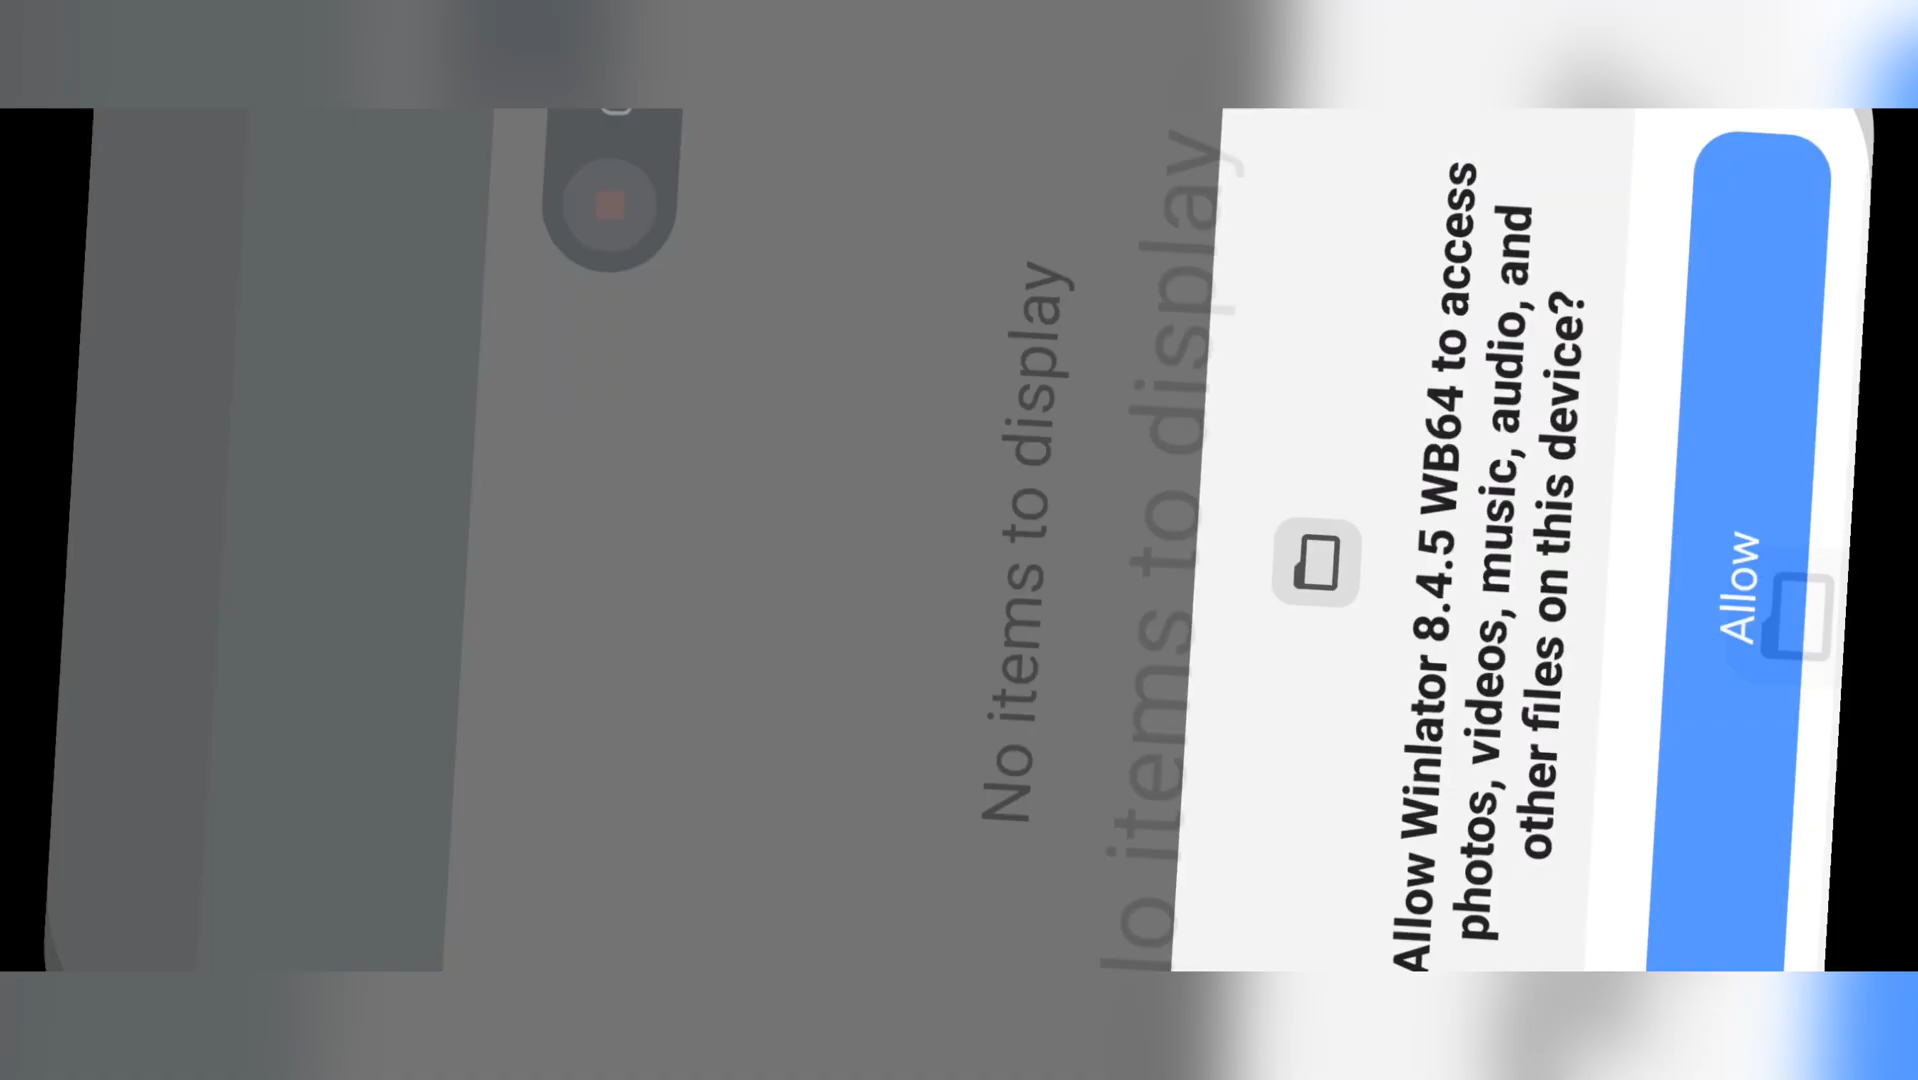 No items to display
lo items to display
Allow Winlator 8.4.5 WB64 to access
photos, videos, music, audio, and
other files on this device?
Allow